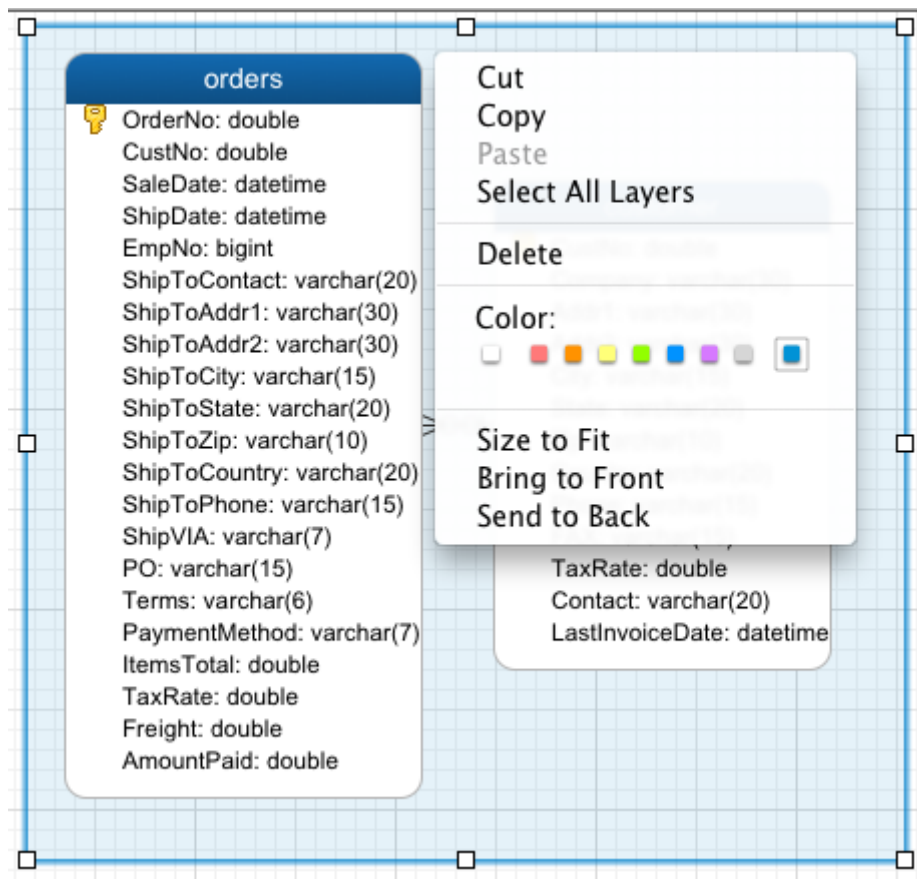 orders
OrderNo: double
CustNo: double
SaleDate: datetime
ShipDate: datetime
EmpNo: bigint
ShipToContact: varchar(20)
ShipToAddr1: varchar(30)
ShipToAddr2: varchar(30)
ShipToCity: varchar(15)
ShipToState: varchar(20)
ShipToZip: varchar(10)
ShipToCountry: varchar(20)
ShipToPhone: varchar(15)
ShipVIA: varchar(7)
PO: varchar(15)
Terms: varchar(6)
PaymentMethod: varchar(7)
ItemsTotal: double
TaxRate: double
Freight: double
AmountPaid: double
Cut
Copy
Paste
Select All Layers
Delete
Color:
Size to Fit
Bring to Front
Send to Back
TaxRate: double
Contact: varchar(20)
LastInvoiceDate: datetime